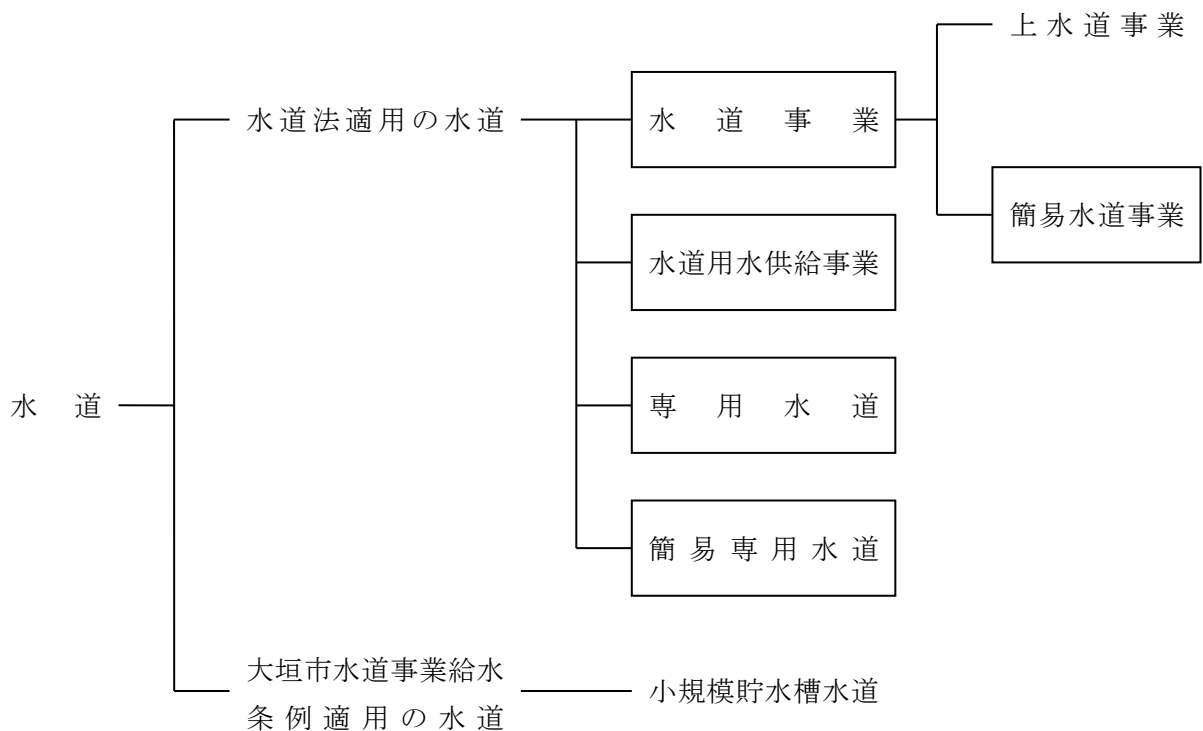 上水道事業
水道法適用の水道
水道事業
簡易水道事業
水道用水供給事業
水道
専用水道
簡易専用水道
大垣市水道事業給水
条例適用の水道
小規模貯水槽水道